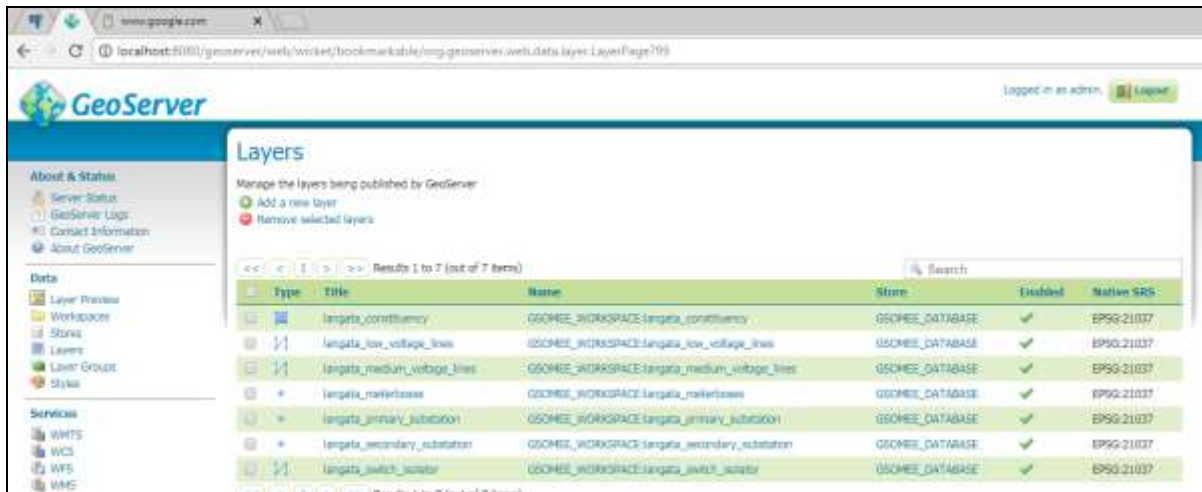 www.google.com
localhost:8080/geoserver/web/wicket/bookmarkable/org.geoserver.web.data.layer.LayerPage?99
GeoServer
Logged in as admin. Logout
Layers
Manage the layers being published by GeoServer
Add a new layer
Remove selected layers
About & Status
Server Status
GeoServer Logs
Contact Information
About GeoServer
Data
Layer Preview
Workspaces
Stores
Layers
Layer Groups
Styles
Services
WMTS
WCS
WFS
WMS
<< < 1 > >> Results 1 to 7 (out of 7 items) Search
Type Title Name Store Enabled Native SRS
langata_constituency GSOMEE_WORKSPACE:langata_constituency GSOMEE_DATABASE EPSG:21037
langata_low_voltage_lines GSOMEE_WORKSPACE:langata_low_voltage_lines GSOMEE_DATABASE EPSG:21037
langata_medium_voltage_lines GSOMEE_WORKSPACE:langata_medium_voltage_lines GSOMEE_DATABASE EPSG:21037
langata_meterboxes GSOMEE_WORKSPACE:langata_meterboxes GSOMEE_DATABASE EPSG:21037
langata_primary_substation GSOMEE_WORKSPACE:langata_primary_substation GSOMEE_DATABASE EPSG:21037
langata_secondary_substation GSOMEE_WORKSPACE:langata_secondary_substation GSOMEE_DATABASE EPSG:21037
langata_switch_isolator GSOMEE_WORKSPACE:langata_switch_isolator GSOMEE_DATABASE EPSG:21037